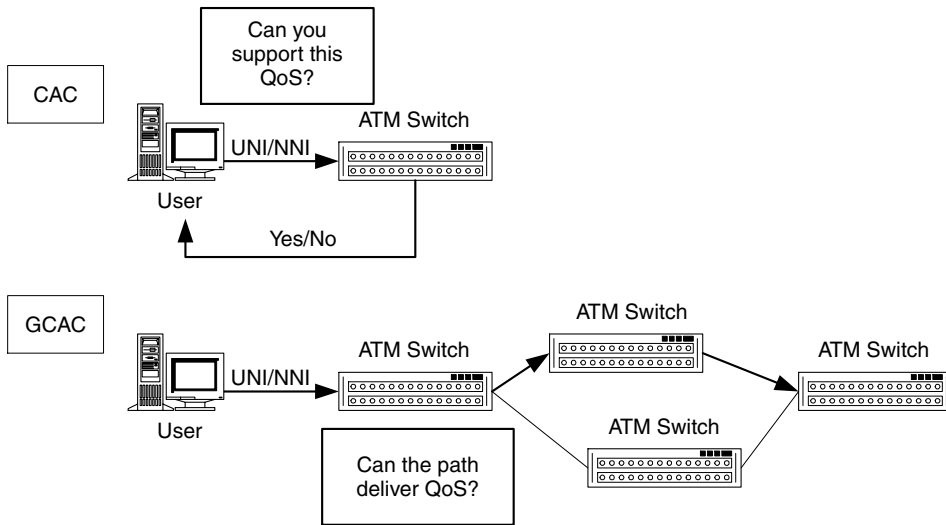 Can you
support this
QoS?
CAC
ATM Switch
UNI/NNI
User
Yes/No
GCAC
ATM Switch
ATM Switch
ATM Switch
UNI/NNI
User
ATM Switch
Can the path
deliver QoS?